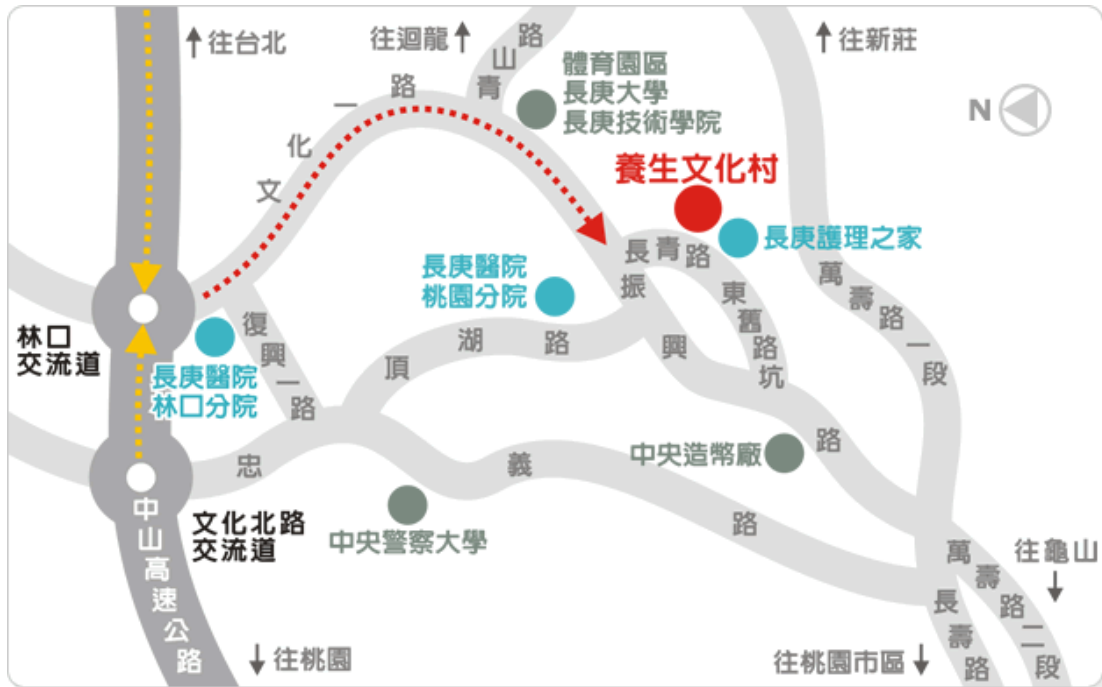 往台北
往迴龍
往新莊
青山路
體育園區
長庚大學
長庚技術學院
N
文化一路
養生文化村
長庚護理之家
長青路
長庚醫院
桃園分院
振興路
東舊路坑
萬壽路一段
林口
交流道
復興一路
頂湖路
長庚醫院
林口分院
中央造幣廠
忠義路
中央警察大學
文化北路
交流道
中山高速公路
往龜山
萬壽路二段
長壽路
往桃園
往桃園市區